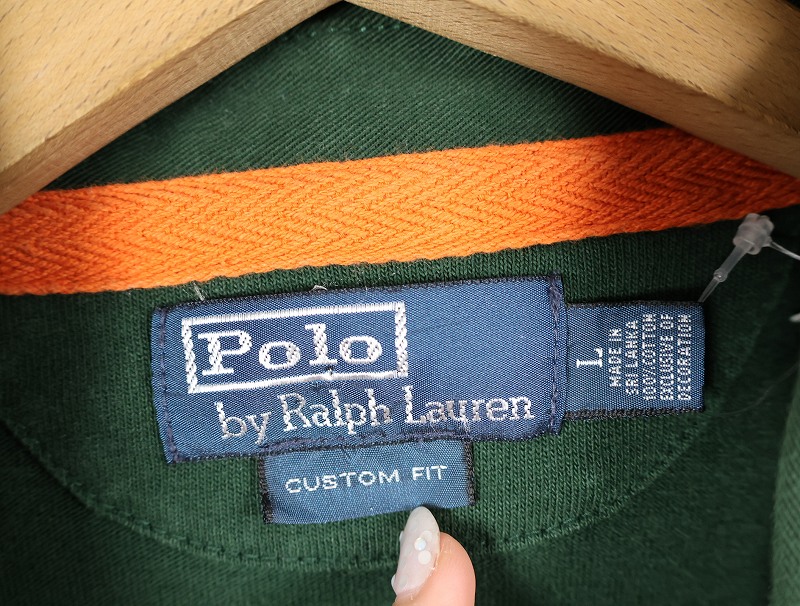 Polo
by Ralph Lauren
CUSTOM FIT
L
MADE IN
SRI LANKA
100% COTTON
EXCLUSIVE OF
DECORATION